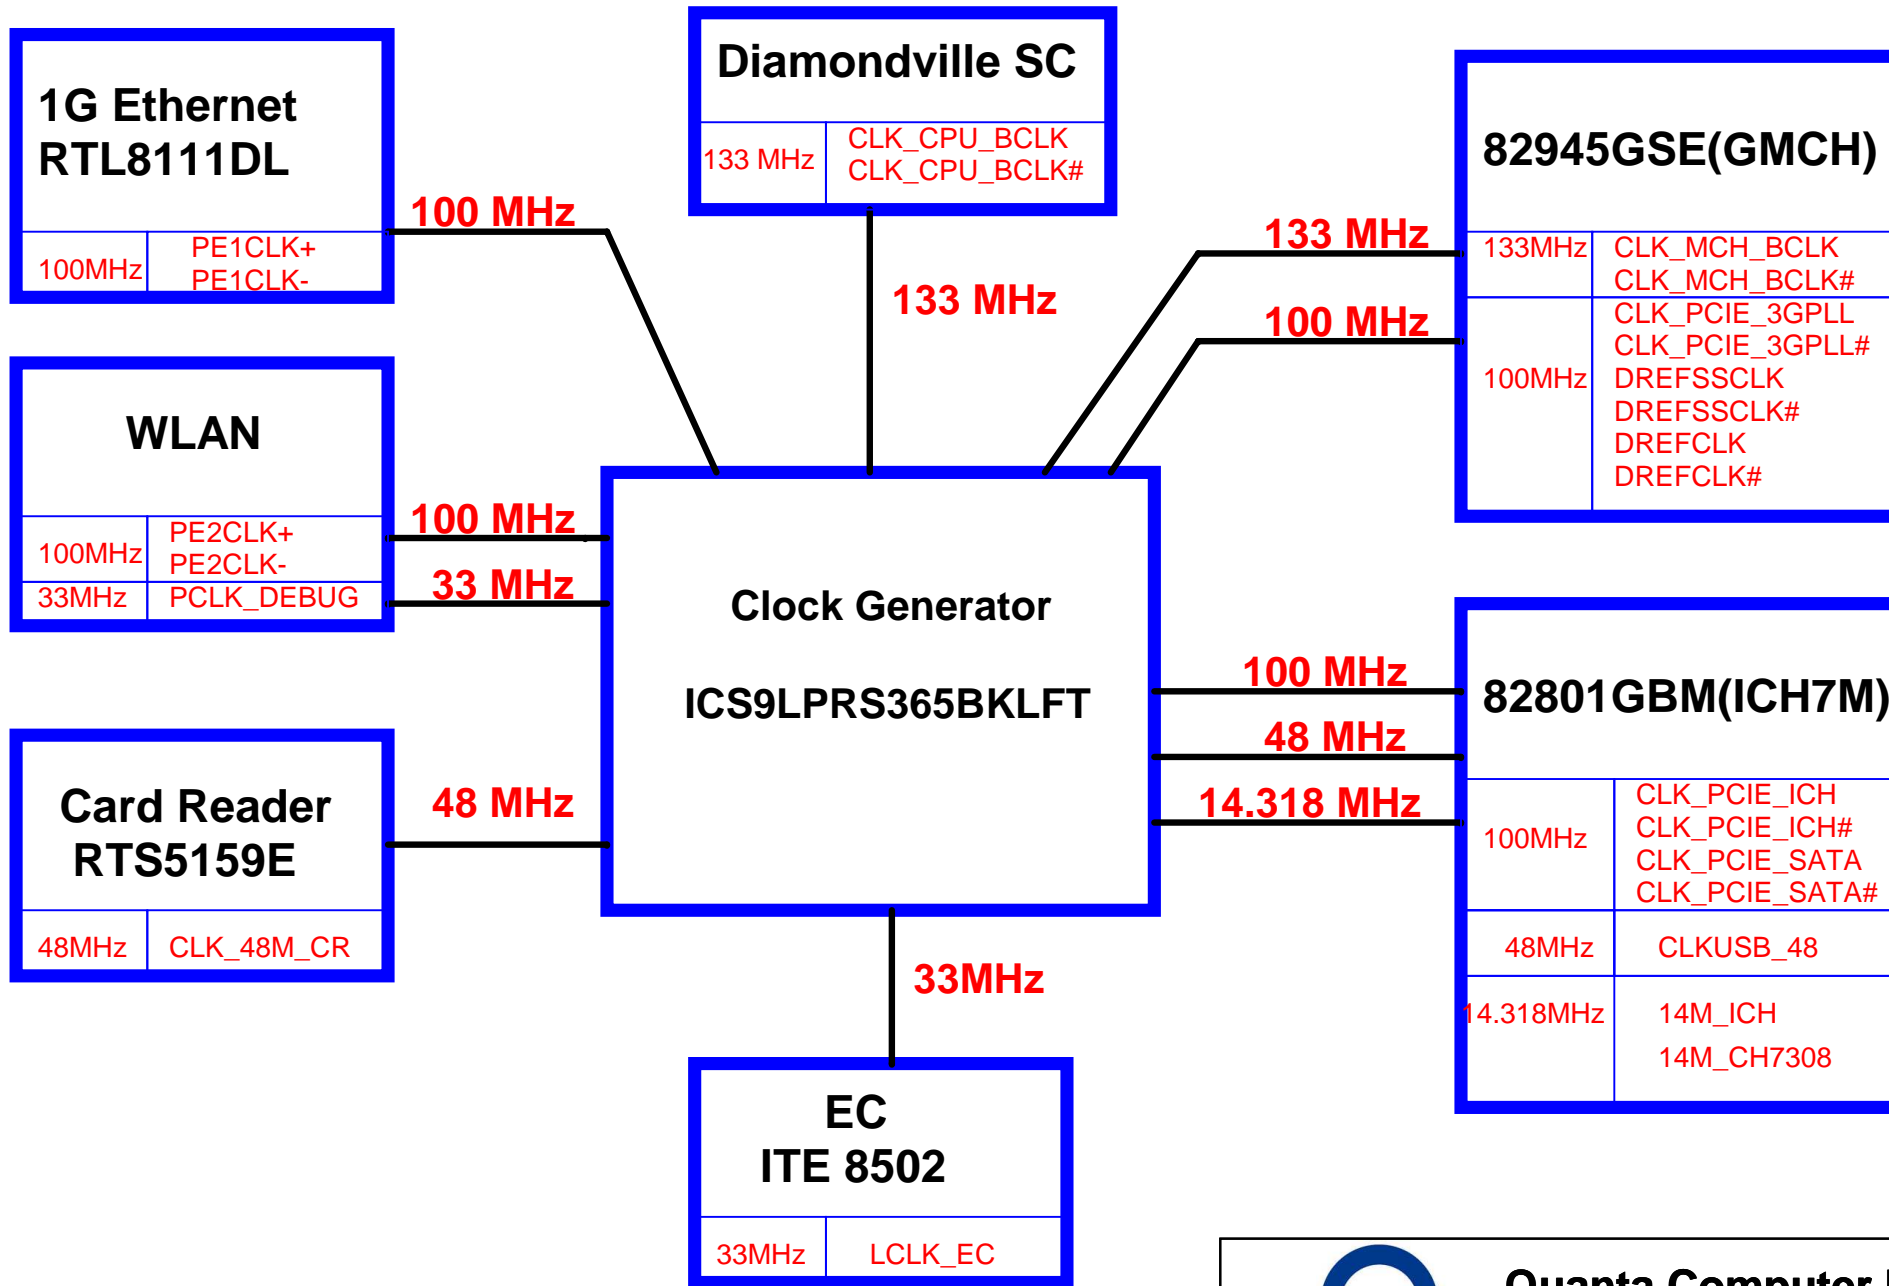 1G Ethernet
RTL8111DL
100MHz
PE1CLK+
PE1CLK-
100 MHz
Diamondville SC
133 MHz
CLK_CPU_BCLK
CLK_CPU_BCLK#
133 MHz
82945GSE(GMCH)
133MHz
CLK_MCH_BCLK
CLK_MCH_BCLK#
100MHz
CLK_PCIE_3GPLL
CLK_PCIE_3GPLL#
DREFSSCLK
DREFSSCLK#
DREFCLK
DREFCLK#
133 MHz
100 MHz
WLAN
100MHz
PE2CLK+
PE2CLK-
33MHz
PCLK_DEBUG
100 MHz
33 MHz
Clock Generator
ICS9LPRS365BKLFT
100 MHz
48 MHz
14.318 MHz
82801GBM(ICH7M)
100MHz
CLK_PCIE_ICH
CLK_PCIE_ICH#
CLK_PCIE_SATA
CLK_PCIE_SATA#
48MHz
CLKUSB_48
14.318MHz
14M_ICH
14M_CH7308
Card Reader
RTS5159E
48MHz
CLK_48M_CR
48 MHz
33MHz
EC
ITE 8502
33MHz
LCLK_EC
Quanta Computer